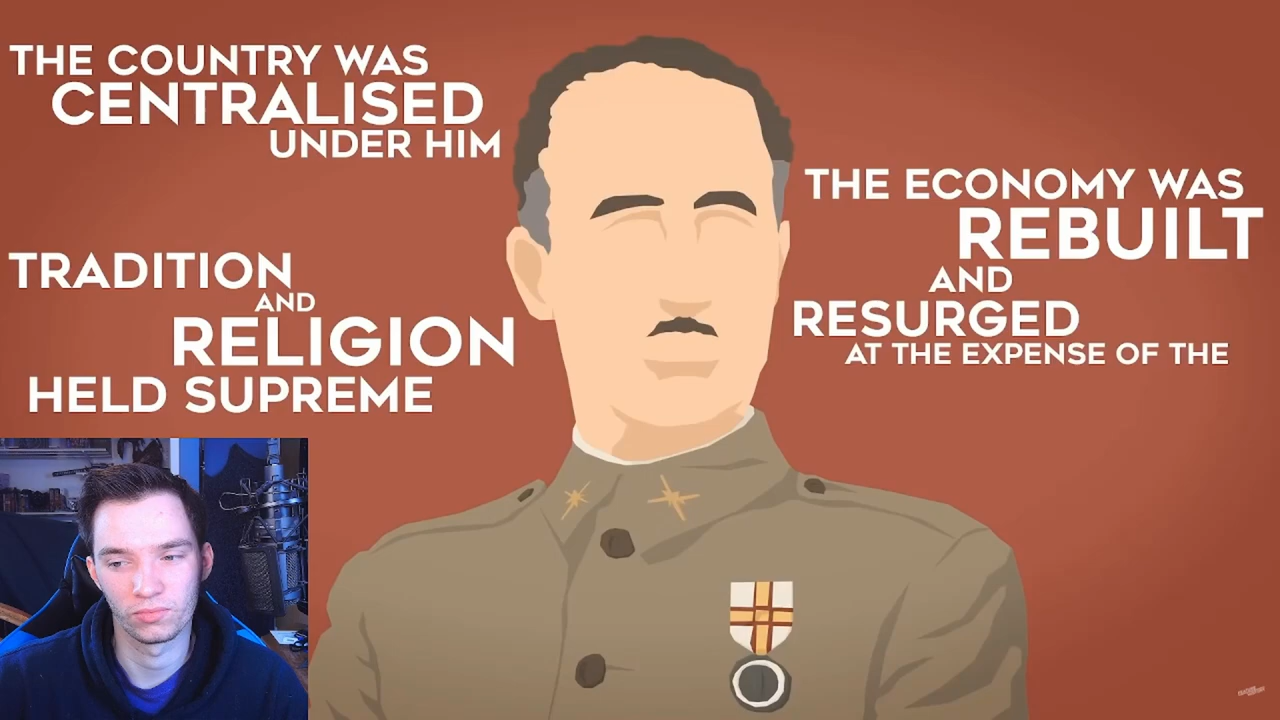 THE COUNTRY WAS
CENTRALISED
UNDER HIM
TRADITION
AND
RELIGION
HELD SUPREME
THE ECONOMY WAS
REBUILT
AND
RESURGED
AT THE EXPENSE OF THE